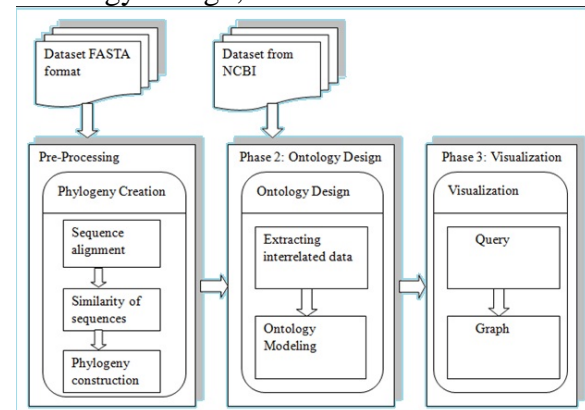 Dataset FASTA
format
Dataset from
NCBI
Pre-Processing
Phylogeny Creation
Sequence
alignment
Similarity of
sequences
Phylogeny
construction
Phase 2: Ontology Design
Ontology Design
Extracting
interrelated data
Ontology
Modeling
Phase 3: Visualization
Visualization
Query
Graph